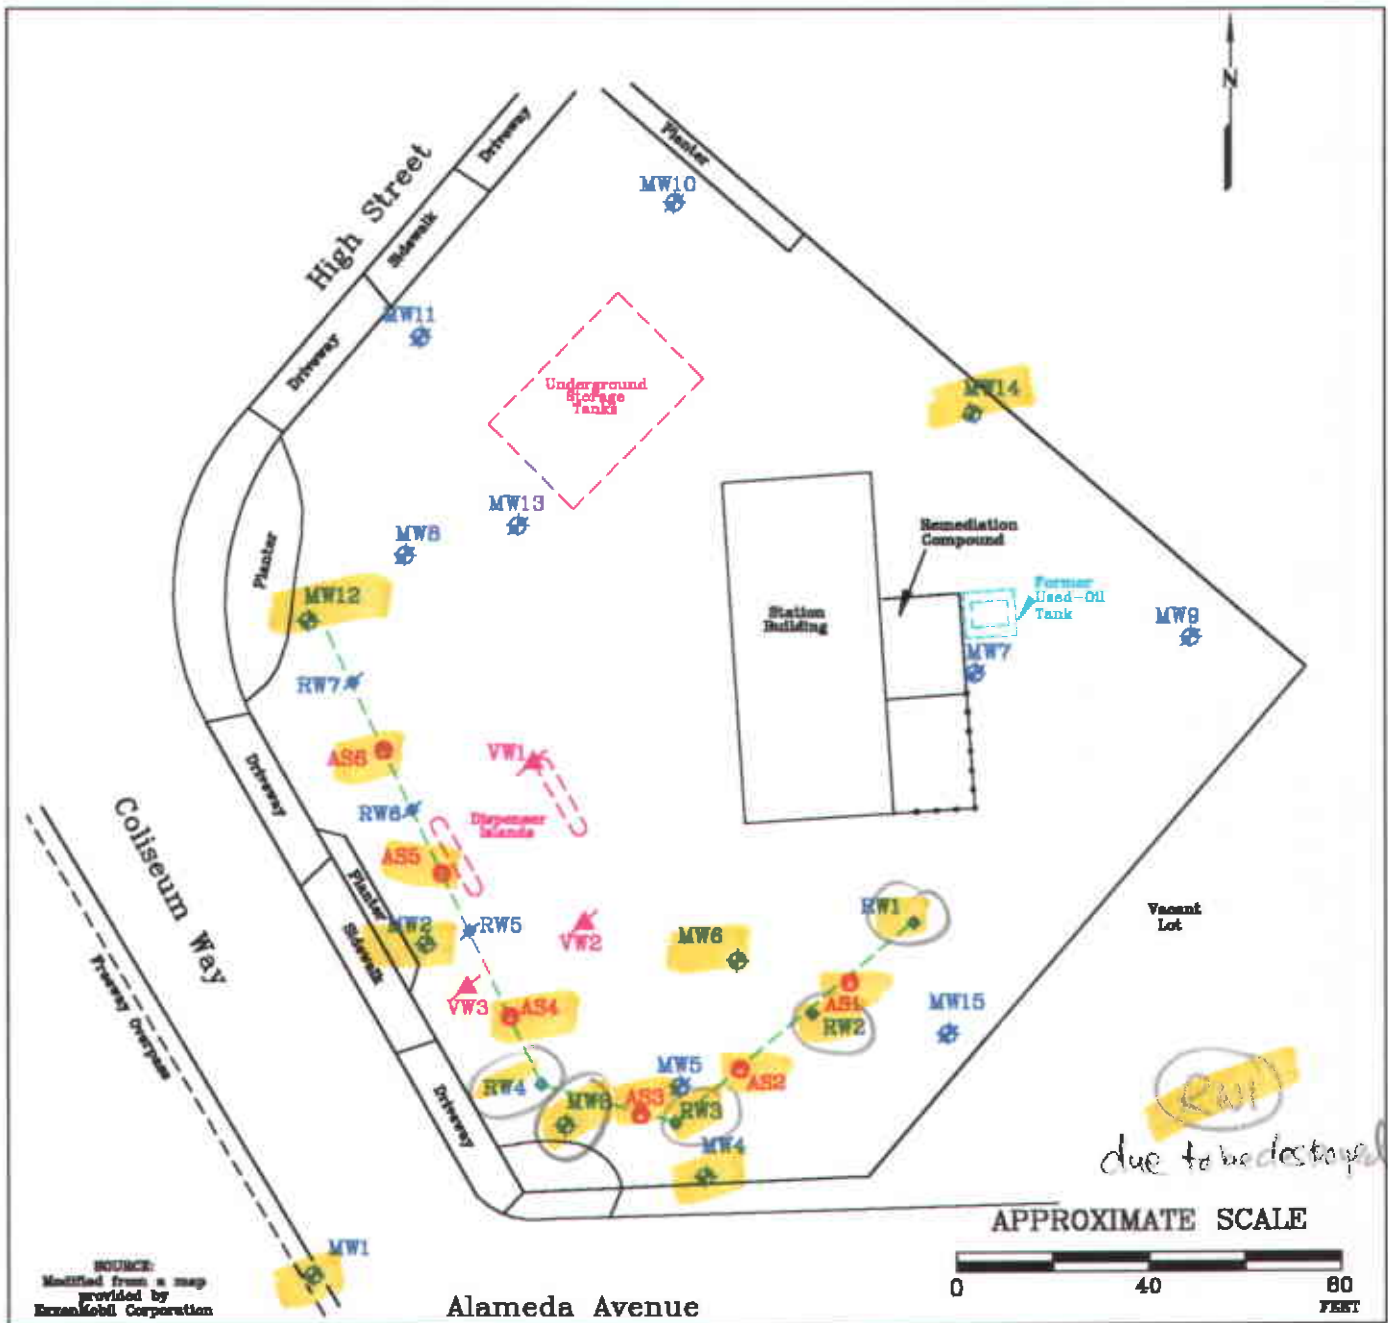 N
Driveway
Planter
High Street
MW10
Sidewalk
MW11
Driveway
Underground
Storage
Tanks
MW14
MW13
MW8
Remediation
Compound
Planter
MW12
Former
Used-Oil
Tank
Station
Building
MW9
MW7
RW7
AS6
VW1
Driveway
Coliseum Way
RW6
Dispenser
Islands
AS5
Planter
RW1
MW2
RW5
VW2
MW6
Vacant
Lot
Sidewalk
Freeway Overpass
VW3
AS4
AS1
RW2
MW15
RW4
MW5
AS2
AS3
RW3
Driveway
MW4
RW1
due to be destroyed
APPROXIMATE SCALE
0 40 80
FEET
MW1
SOURCE:
Modified from a map
provided by
ExxonMobil Corporation
Alameda Avenue